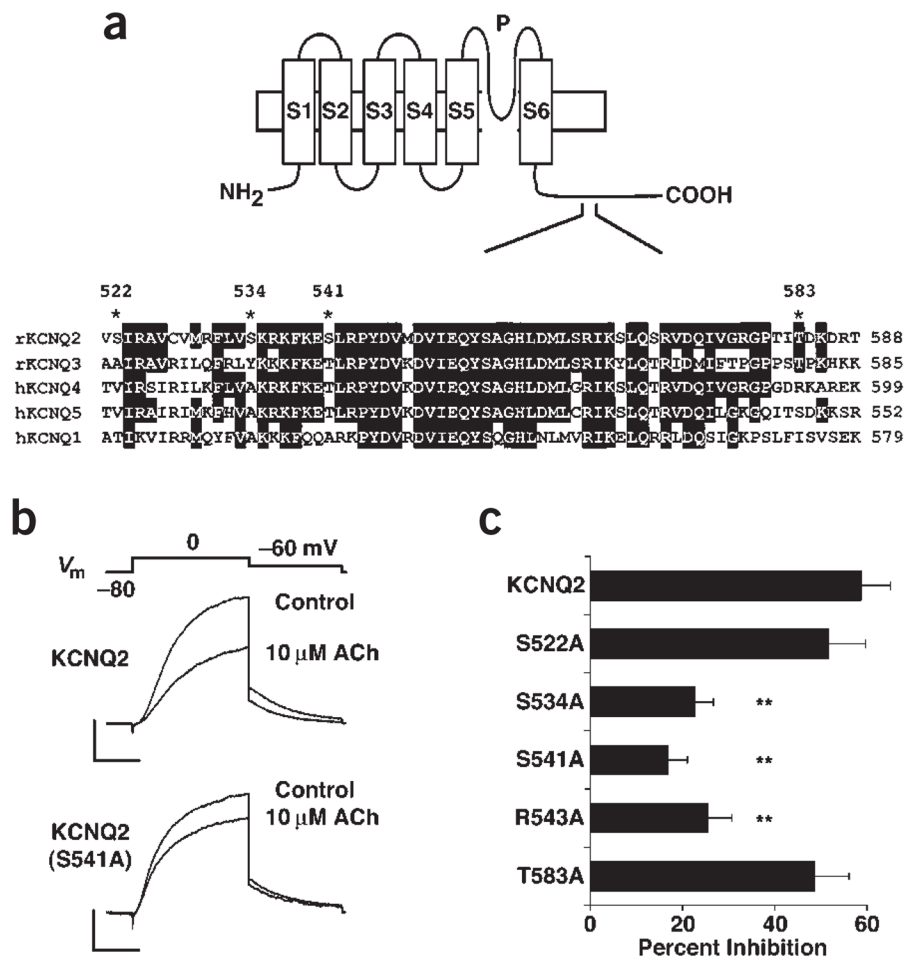 a
P
S1 S2 S3 S4 S5 S6
NH2
COOH
522 534 541 583
* * * *
rKCNQ2 VSIRAVCVMRFLVSKRKFKESLRPYDVMDVIEQYSAGHLDMLSRIKSLQSRVDQIVGRGPTITDKDRT 588
rKCNQ3 AAIRAVRILQFRLYKKKFKETLRPYDVKDVIEQYSAGHLDMLSRIKYLQTRIDMIFTPGPPSTPKHKK 585
hKCNQ4 TVIRSIRILKFLVAKRKFKETLRPYDVKDVIEQYSAGHLDMLGRIKSLQTRVDQIVGRGPGDRKAREK 599
hKCNQ5 TVIRAIRIMKFHVAKRKFKETLRPYDVKDVIEQYSAGHLDMLCRIKSLQTRVDQILGKGQITSDKKSR 552
hKCNQ1 ATIKVIRRMQYFVAKKKFQQARKPYDVRDVIEQYSQGHLNLMVRIKELQRRLDQSIGKPSLFISVSEK 579
b
Vm
0
–60 mV
–80
Control
KCNQ2
10 µM ACh
Control
10 µM ACh
KCNQ2
(S541A)
c
KCNQ2
S522A
S534A **
S541A **
R543A **
T583A
0 20 40 60
Percent Inhibition